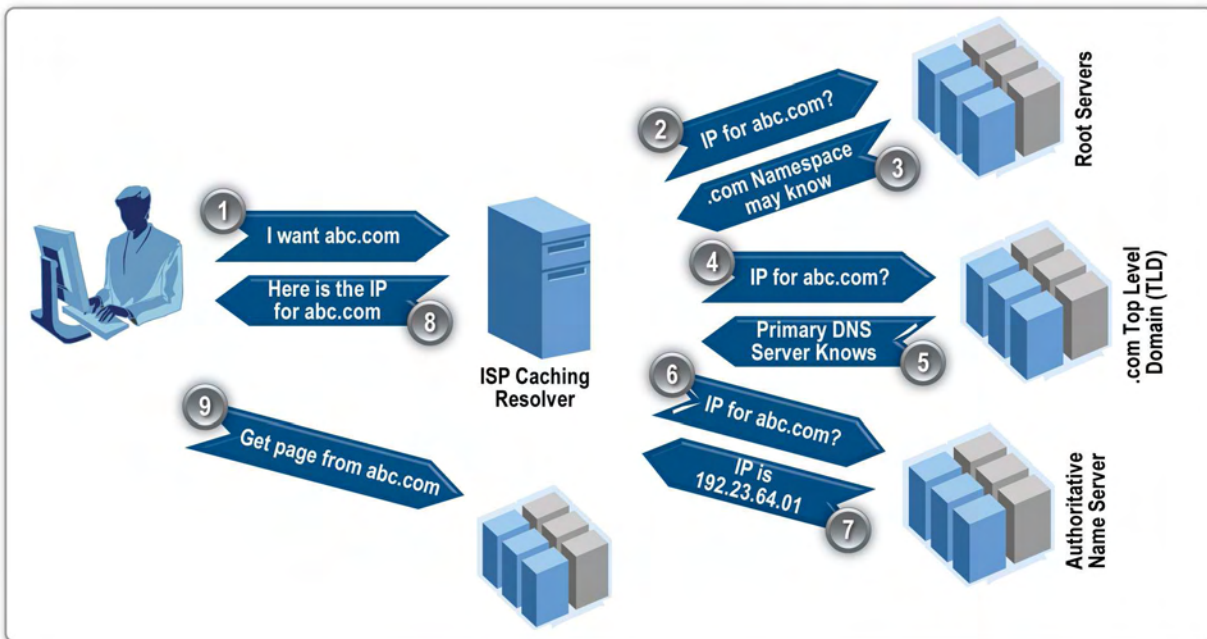 1
I want abc.com
Here is the IP
for abc.com
8
ISP Caching
Resolver
9
Get page from abc.com
2
IP for abc.com?
.com Namespace
may know
3
Root Servers
4
IP for abc.com?
Primary DNS
Server Knows
5
.com Top Level
Domain (TLD)
6
IP for abc.com?
IP is
192.23.64.01
7
Authoritative
Name Server